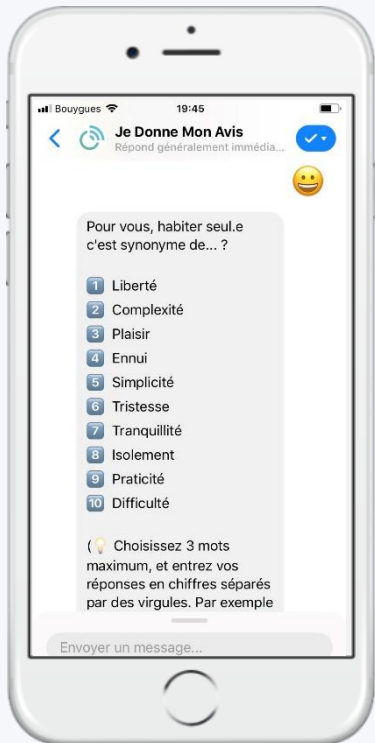 Bouygues 19:45
Je Donne Mon Avis
Répond généralement immédia...
Pour vous, habiter seul.e
c'est synonyme de... ?
1 Liberté
2 Complexité
3 Plaisir
4 Ennui
5 Simplicité
6 Tristesse
7 Tranquillité
8 Isolement
9 Praticité
10 Difficulté
( Choisissez 3 mots
maximum, et entrez vos
réponses en chiffres séparés
par des virgules. Par exemple
Envoyer un message...